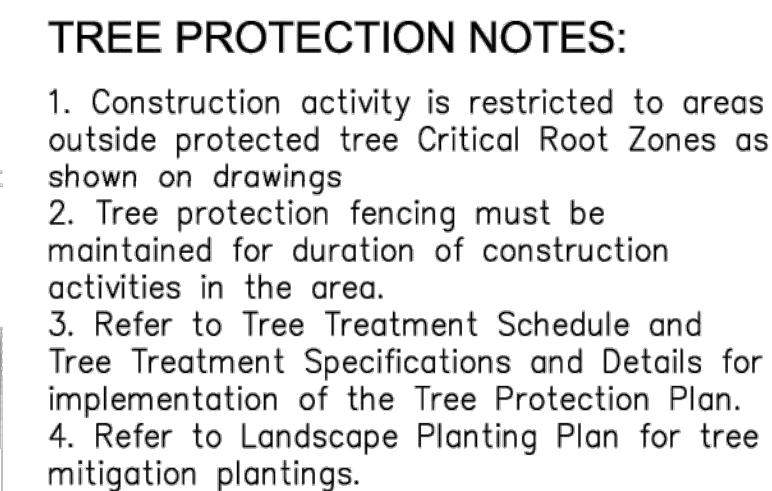 TREE PROTECTION NOTES:
1. Construction activity is restricted to areas
outside protected tree Critical Root Zones as
shown on drawings
2. Tree protection fencing must be
maintained for duration of construction
activities in the area.
3. Refer to Tree Treatment Schedule and
Tree Treatment Specifications and Details for
implementation of the Tree Protection Plan.
4. Refer to Landscape Planting Plan for tree
mitigation plantings.